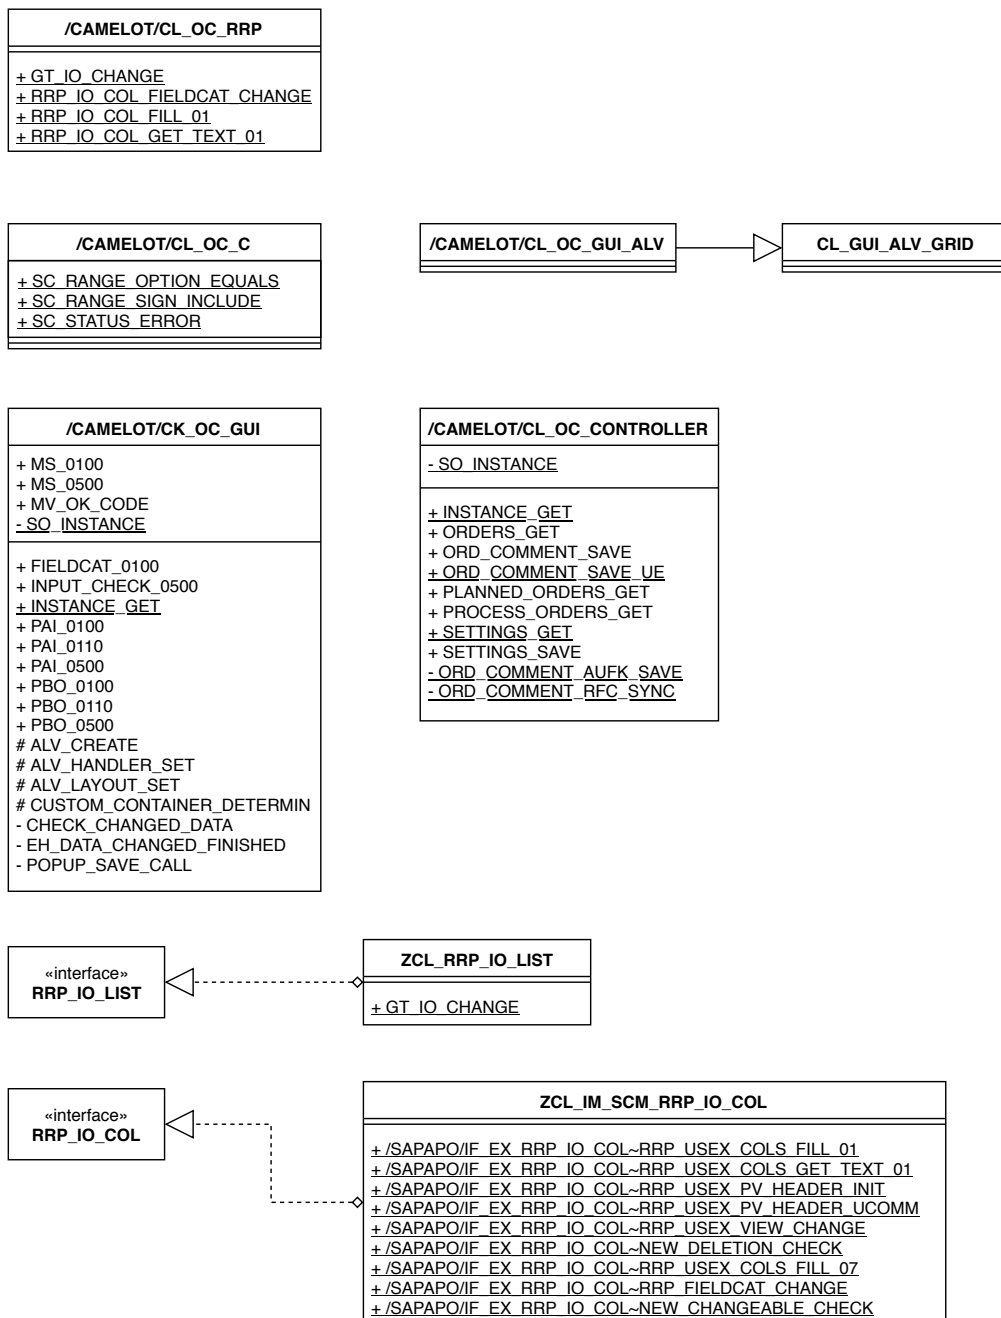 /CAMELOT/CL_OC_RRP
+ GT_IO_CHANGE
+ RRP_IO_COL_FIELDCAT_CHANGE
+ RRP_IO_COL_FILL_01
+ RRP_IO_COL_GET_TEXT_01
/CAMELOT/CL_OC_C
+ SC_RANGE_OPTION_EQUALS
+ SC_RANGE_SIGN_INCLUDE
+ SC_STATUS_ERROR
/CAMELOT/CL_OC_GUI_ALV
CL_GUI_ALV_GRID
/CAMELOT/CK_OC_GUI
+ MS_0100
+ MS_0500
+ MV_OK_CODE
- SO_INSTANCE
+ FIELDCAT_0100
+ INPUT_CHECK_0500
+ INSTANCE_GET
+ PAI_0100
+ PAI_0110
+ PAI_0500
+ PBO_0100
+ PBO_0110
+ PBO_0500
# ALV_CREATE
# ALV_HANDLER_SET
# ALV_LAYOUT_SET
# CUSTOM_CONTAINER_DETERMIN
- CHECK_CHANGED_DATA
- EH_DATA_CHANGED_FINISHED
- POPUP_SAVE_CALL
/CAMELOT/CL_OC_CONTROLLER
- SO_INSTANCE
+ INSTANCE_GET
+ ORDERS_GET
+ ORD_COMMENT_SAVE
+ ORD_COMMENT_SAVE_UE
+ PLANNED_ORDERS_GET
+ PROCESS_ORDERS_GET
+ SETTINGS_GET
+ SETTINGS_SAVE
- ORD_COMMENT_AUFK_SAVE
- ORD_COMMENT_RFC_SYNC
«interface»
RRP_IO_LIST
ZCL_RRP_IO_LIST
+ GT_IO_CHANGE
«interface»
RRP_IO_COL
ZCL_IM_SCM_RRP_IO_COL
+ /SAPAPO/IF_EX_RRP_IO_COL~RRP_USEX_COLS_FILL_01
+ /SAPAPO/IF_EX_RRP_IO_COL~RRP_USEX_COLS_GET_TEXT_01
+ /SAPAPO/IF_EX_RRP_IO_COL~RRP_USEX_PV_HEADER_INIT
+ /SAPAPO/IF_EX_RRP_IO_COL~RRP_USEX_PV_HEADER_UCOMM
+ /SAPAPO/IF_EX_RRP_IO_COL~RRP_USEX_VIEW_CHANGE
+ /SAPAPO/IF_EX_RRP_IO_COL~NEW_DELETION_CHECK
+ /SAPAPO/IF_EX_RRP_IO_COL~RRP_USEX_COLS_FILL_07
+ /SAPAPO/IF_EX_RRP_IO_COL~RRP_FIELDCAT_CHANGE
+ /SAPAPO/IF_EX_RRP_IO_COL~NEW_CHANGEABLE_CHECK